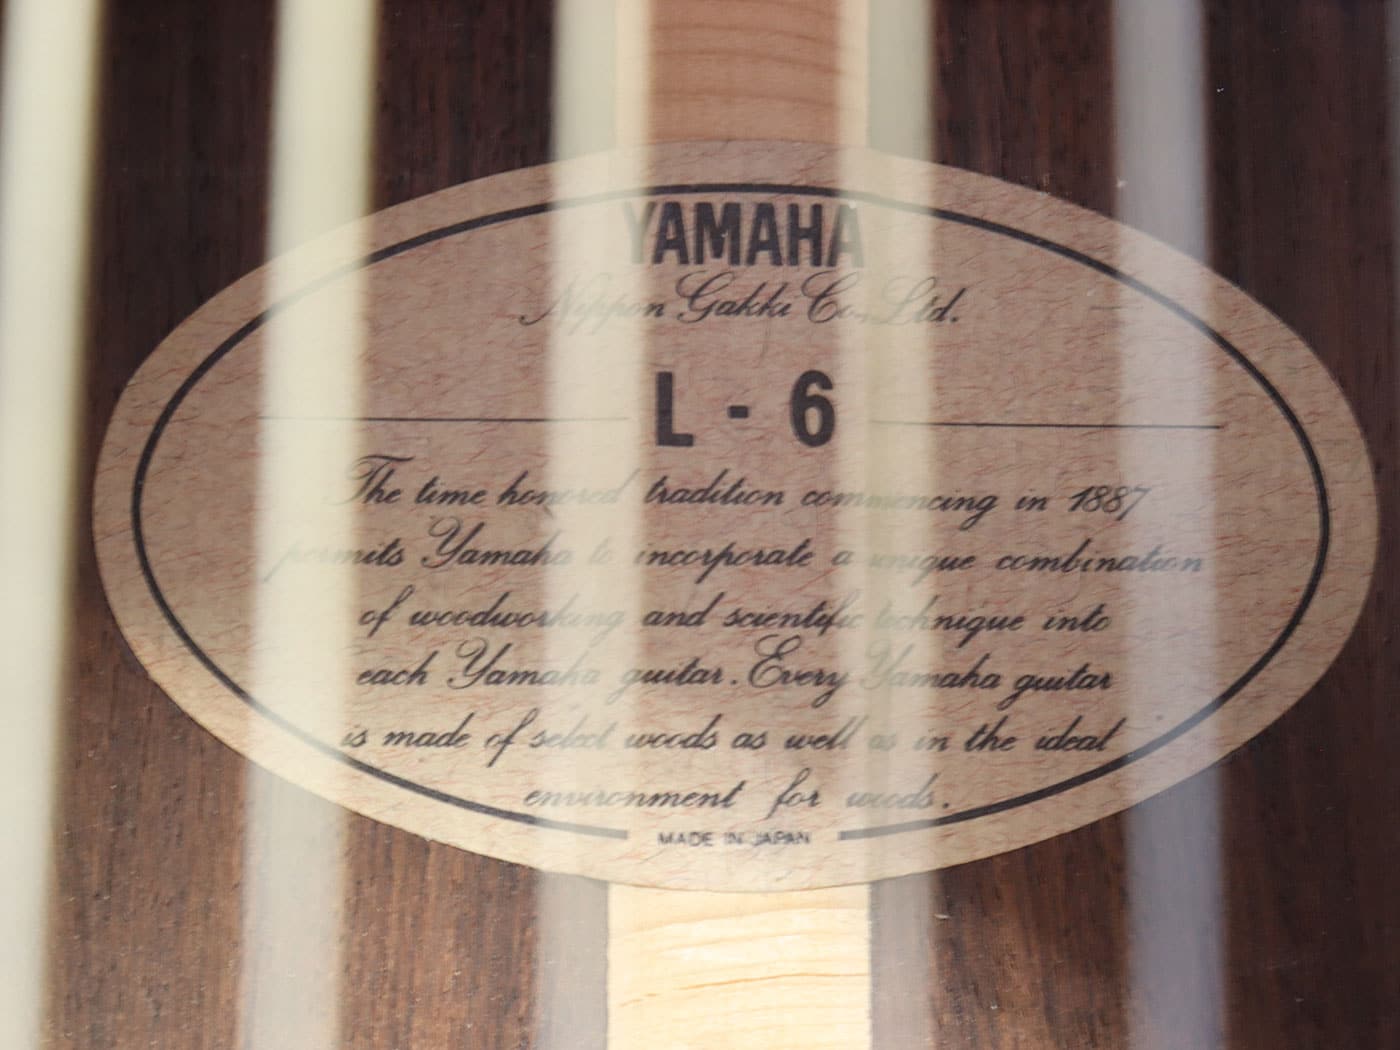 YAMAHA
Nippon Gakki Co., Ltd.
L - 6
The time honored tradition commencing in 1887
permits Yamaha to incorporate a unique combination
of woodworking and scientific technique into
each Yamaha guitar. Every Yamaha guitar
is made of select woods as well as in the ideal
environment for woods.
MADE IN JAPAN